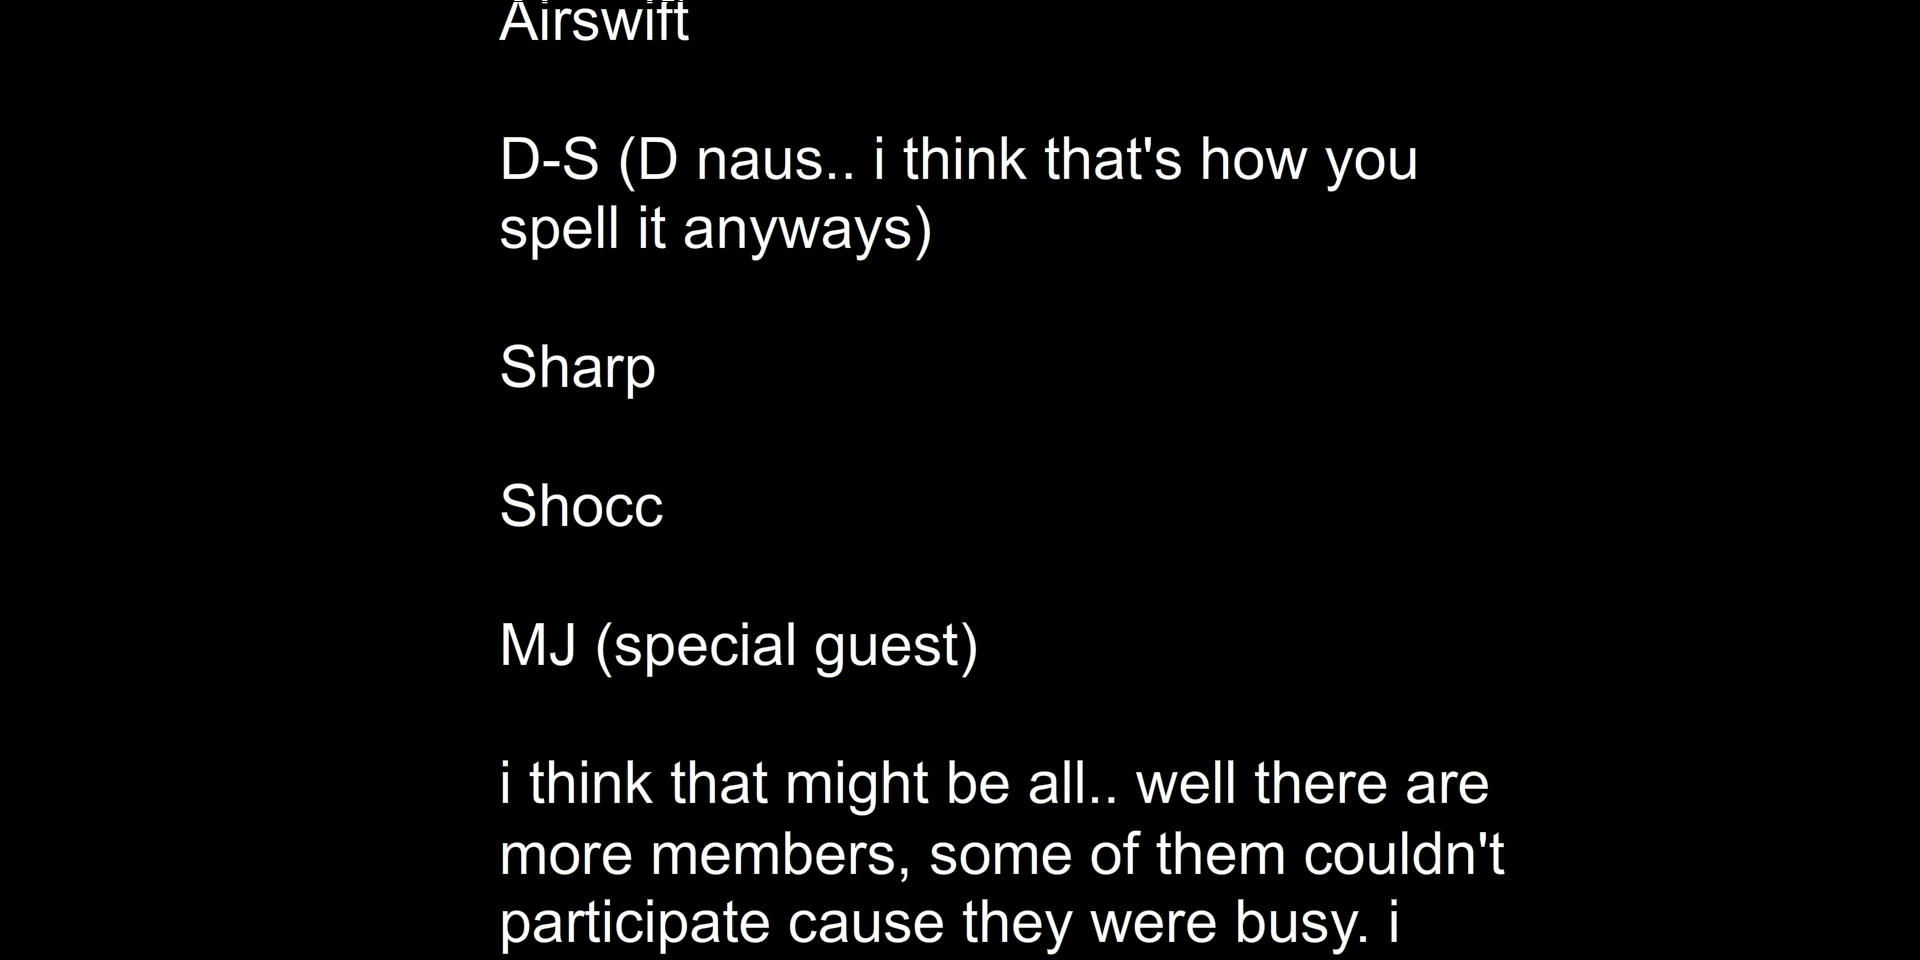 Airswift
D-S (D naus.. i think that's how you
spell it anyways)
Sharp
Shocc
MJ (special guest)
i think that might be all.. well there are
more members, some of them couldn't
participate cause they were busy. i